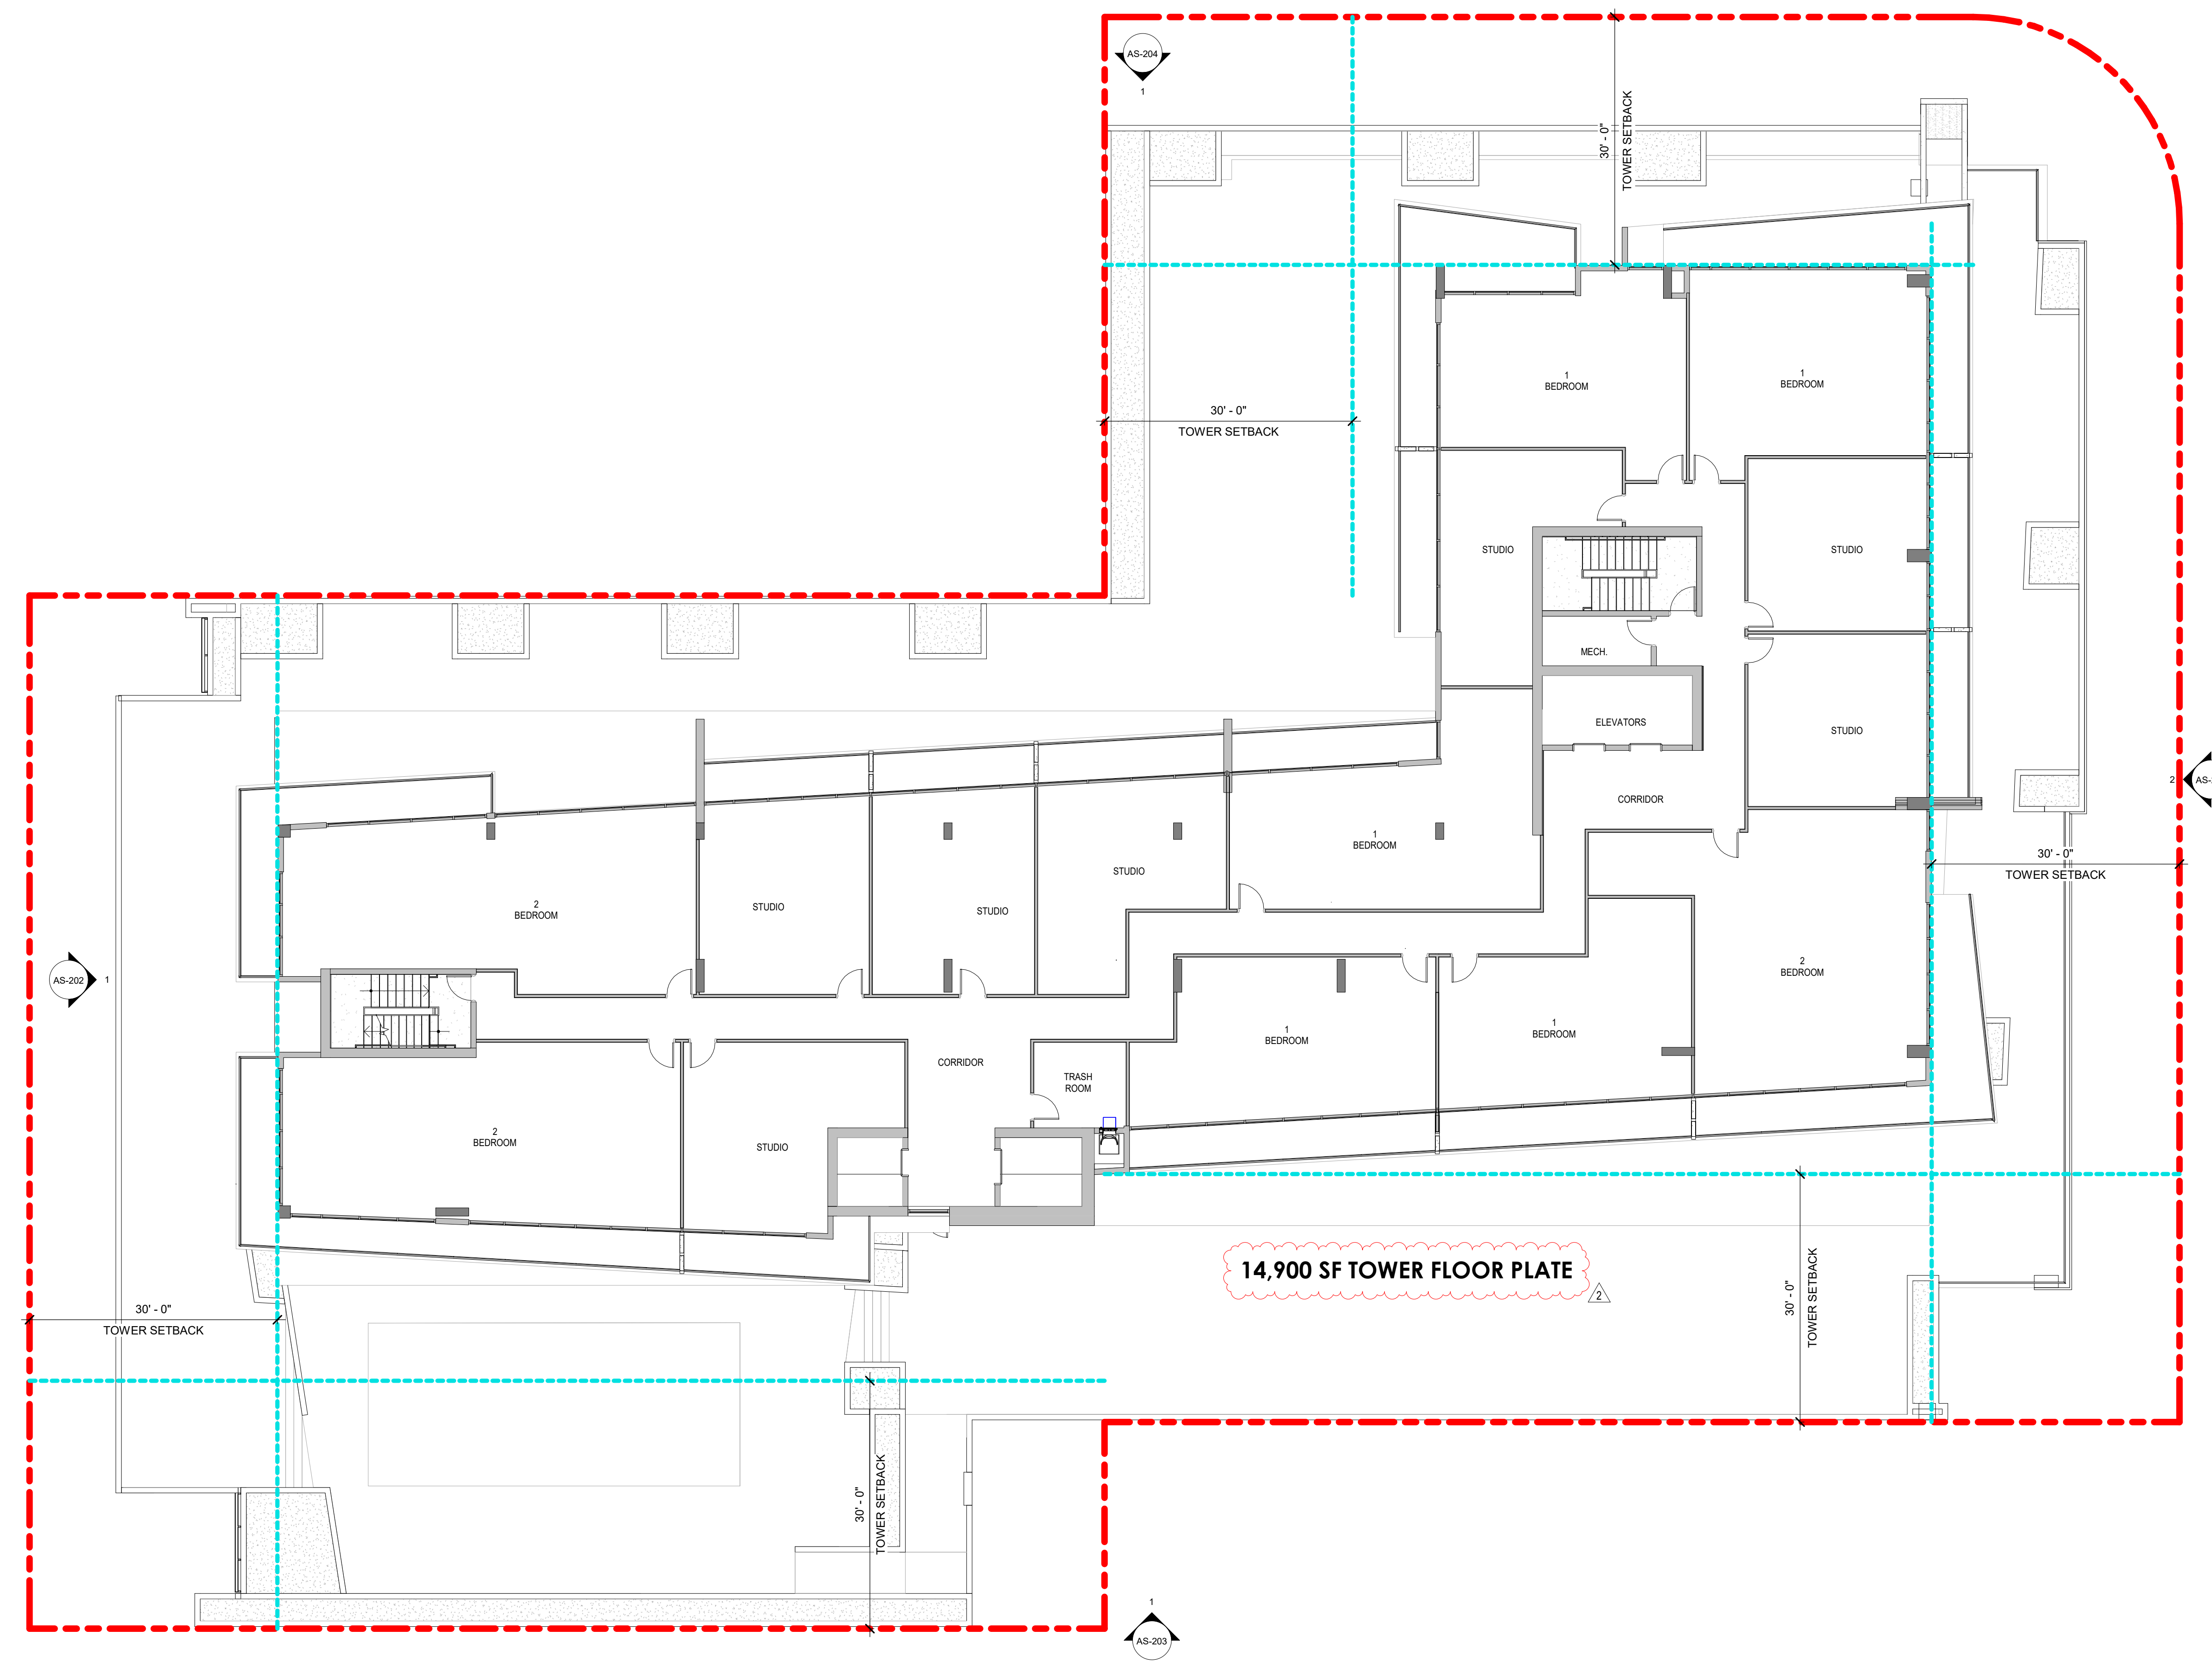 AS-204
1
30' - 0"
TOWER SETBACK
30' - 0"
TOWER SETBACK
1
BEDROOM
1
BEDROOM
STUDIO
STUDIO
MECH.
ELEVATORS
STUDIO
CORRIDOR
2
AS-
1
BEDROOM
30' - 0"
TOWER SETBACK
STUDIO
2
BEDROOM
STUDIO
STUDIO
2
BEDROOM
AS-202
1
1
BEDROOM
1
BEDROOM
CORRIDOR
TRASH
ROOM
2
BEDROOM
STUDIO
14,900 SF TOWER FLOOR PLATE
2
30' - 0"
TOWER SETBACK
30' - 0"
TOWER SETBACK
30' - 0"
TOWER SETBACK
1
AS-203